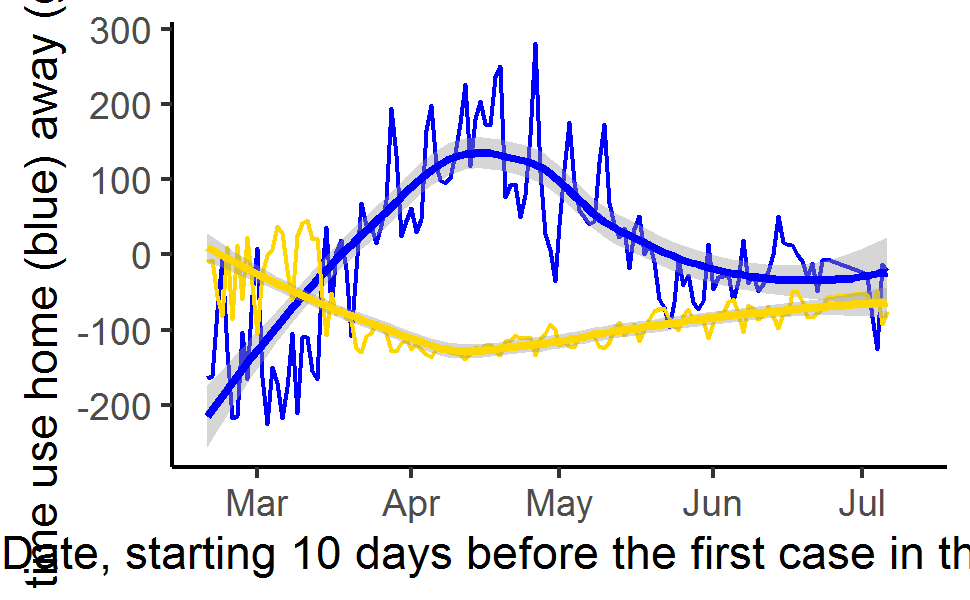 time use home (blue) away (
300
200
100
0
-100
-200
Mar Apr May Jun Jul
Date, starting 10 days before the first case in th